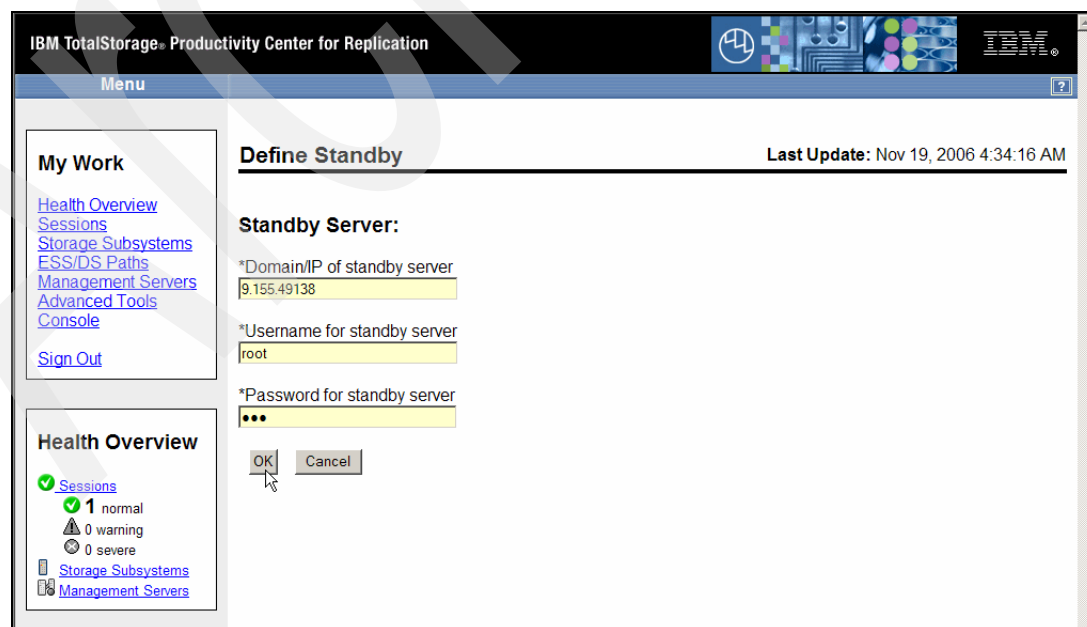 IBM TotalStorage® Productivity Center for Replication
IBM®
Menu
?
My Work
Health Overview
Sessions
Storage Subsystems
ESS/DS Paths
Management Servers
Advanced Tools
Console
Sign Out
Health Overview
Sessions
1 normal
0 warning
0 severe
Storage Subsystems
Management Servers
Define Standby
Last Update: Nov 19, 2006 4:34:16 AM
Standby Server:
*Domain/IP of standby server
9.155.49138
*Username for standby server
root
*Password for standby server
•••
OK Cancel